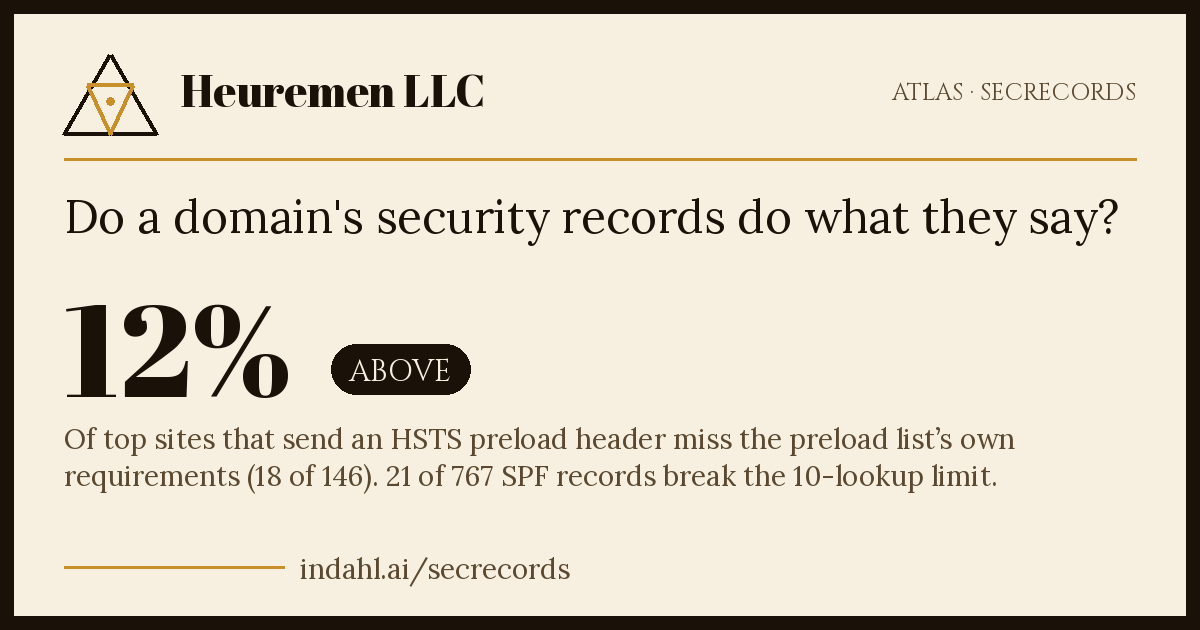 Heuremen LLC
ATLAS · SECRECORDS
Do a domain's security records do what they say?
12%
ABOVE
Of top sites that send an HSTS preload header miss the preload list’s own
requirements (18 of 146). 21 of 767 SPF records break the 10-lookup limit.
indahl.ai/secrecords